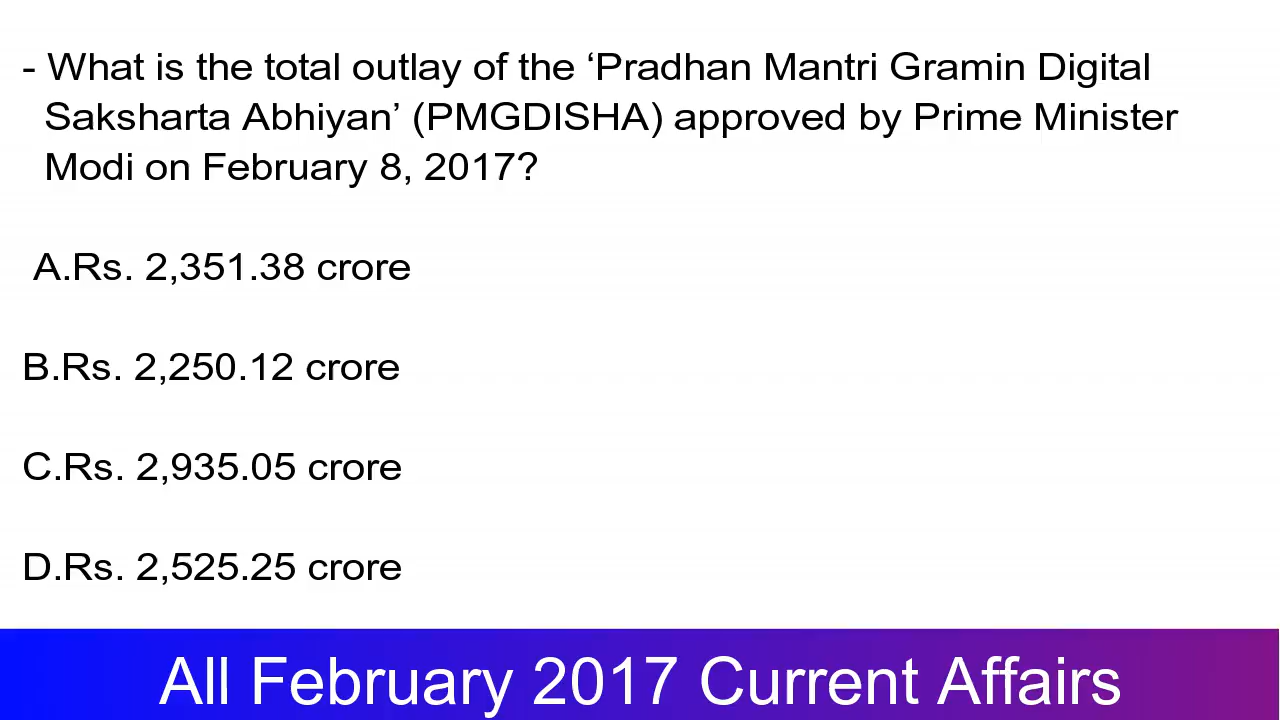 - What is the total outlay of the ‘Pradhan Mantri Gramin Digital
Saksharta Abhiyan’ (PMGDISHA) approved by Prime Minister
Modi on February 8, 2017?
A.Rs. 2,351.38 crore
B.Rs. 2,250.12 crore
C.Rs. 2,935.05 crore
D.Rs. 2,525.25 crore
All February 2017 Current Affairs